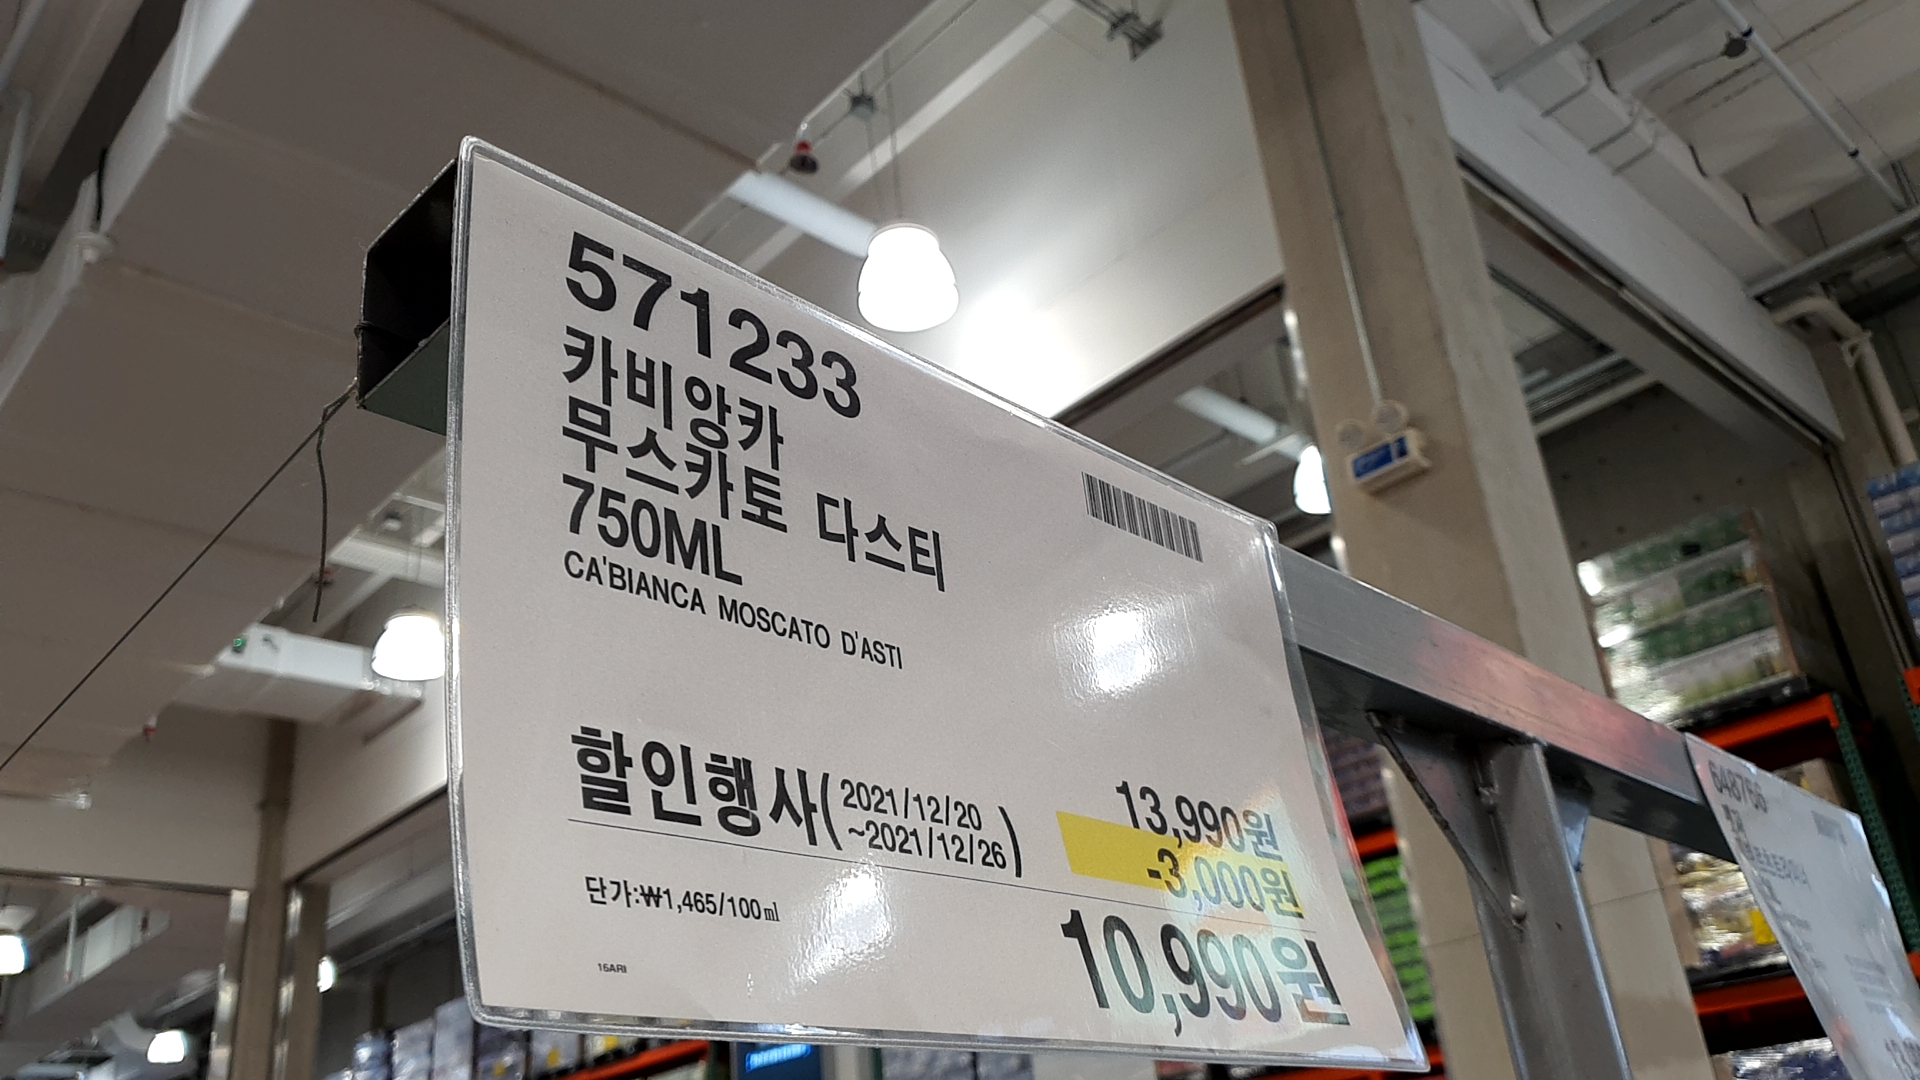 571233
카비앙카
무스카토 다스티
750ML
CA'BIANCA MOSCATO D'ASTI
할인행사(2021/12/20
~2021/12/26)
13,990원
-3,000원
단가:₩1,465/100㎖
10,990원
16ARI
648766